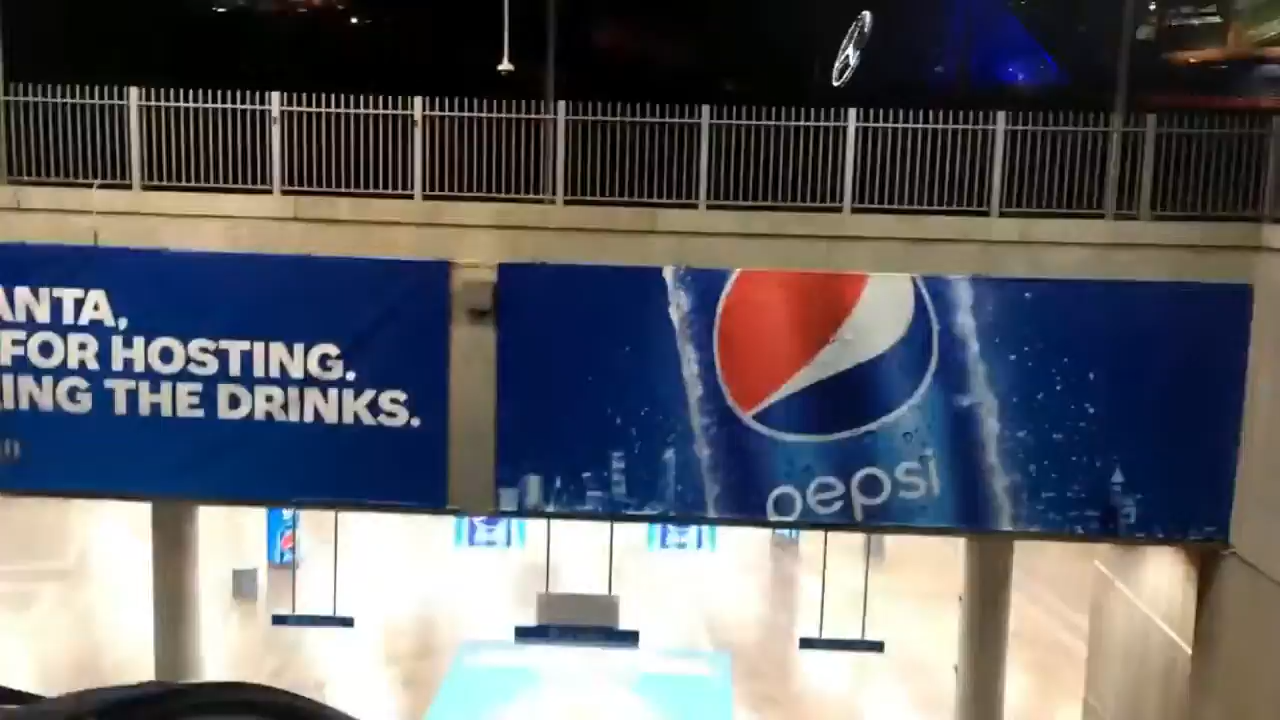 ANTA,
FOR HOSTING.
ING THE DRINKS.
pepsi